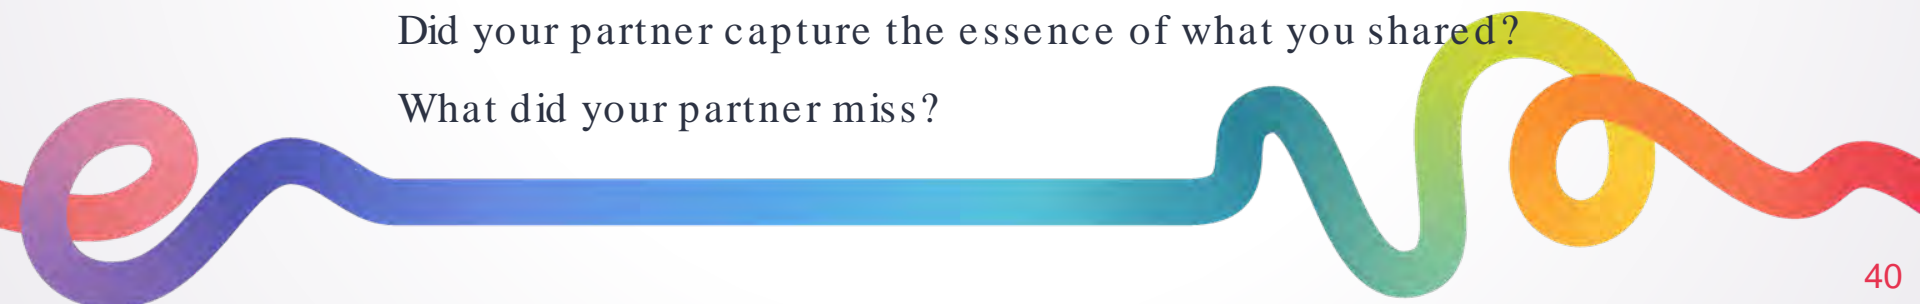 Did your partner capture the essence of what you shared?
What did your partner miss?
40